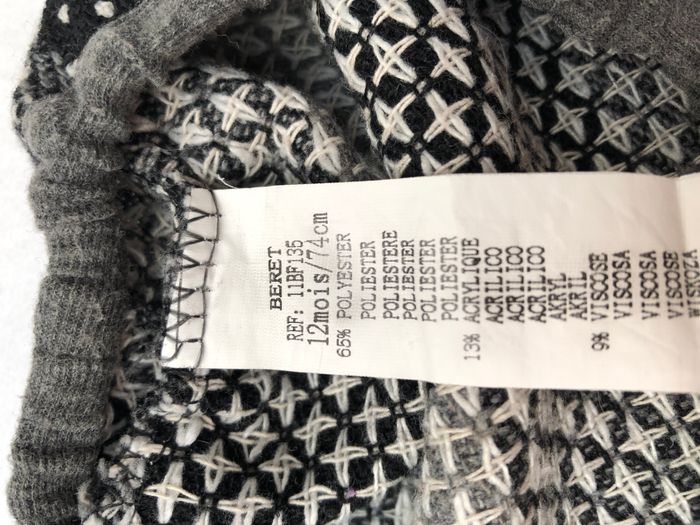 BERET
REF: 11BF135
12mois/74cm
65% POLYESTER
POLIESTER
POLIESTERE
POLIESTER
POLIESTER
POLIESTER
13% ACRYLIQUE
ACRILICO
ACRILICO
ACRILICO
AKRYL
AKRIL
9% VISCOSE
VISCOSA
VISCOSA
VISCOSE